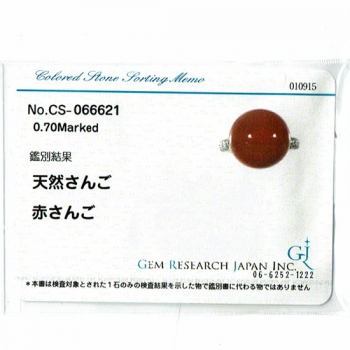 Colored Stone Sorting Memo
010915
No.CS-066621
0.70Marked
鑑別結果
天然さんご
赤さんご
GJ
GEM RESEARCH JAPAN INC.
06-6252-1222
*本書は検査対象とされた1石のみの検査結果を示した物で鑑別書に代わる物ではありません